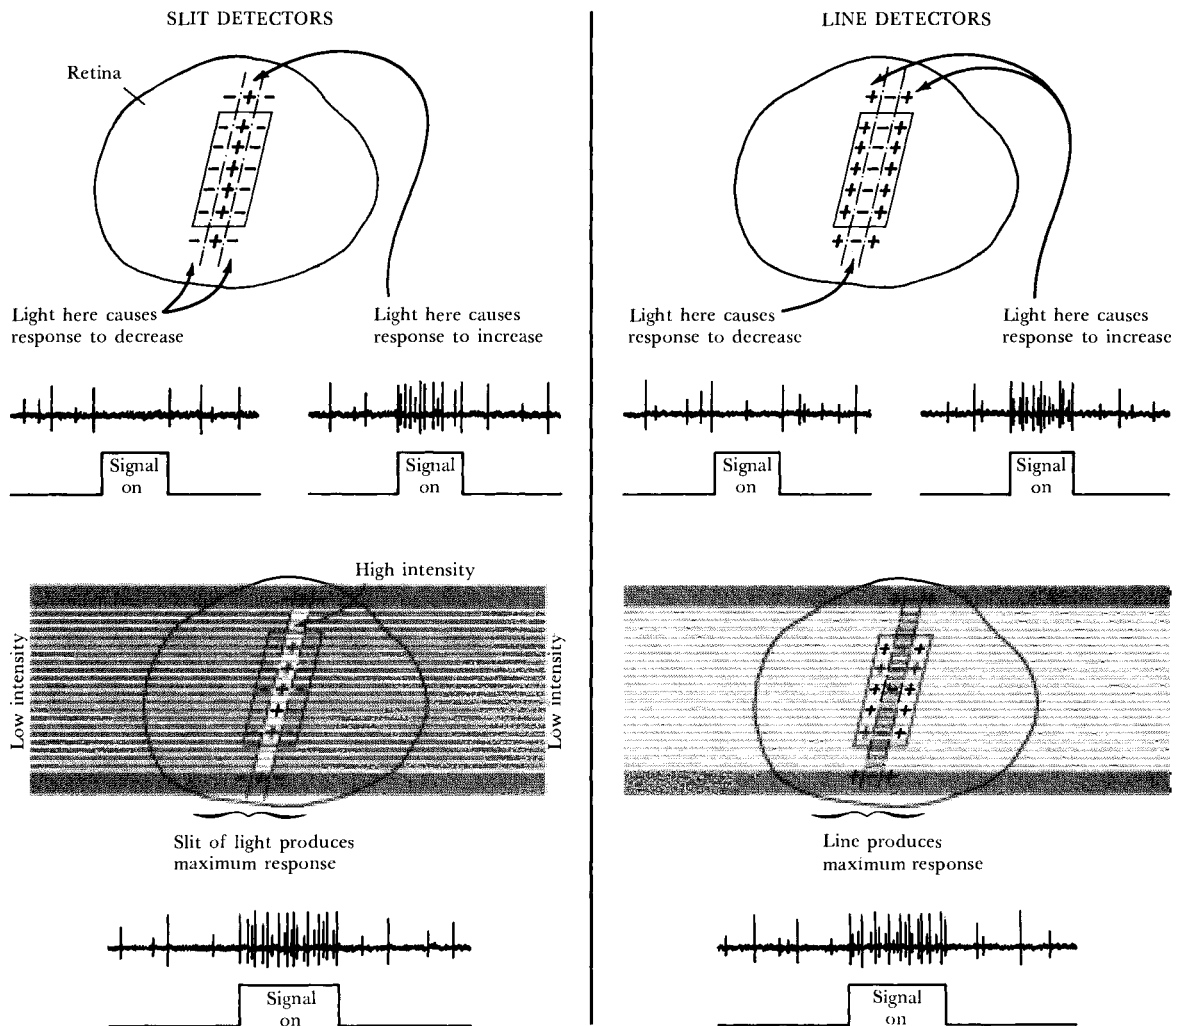 SLIT DETECTORS
Retina
Light here causes
response to decrease
Light here causes
response to increase
Signal
on
Signal
on
High intensity
Low intensity
Low intensity
Slit of light produces
maximum response
Signal
on
LINE DETECTORS
Light here causes
response to decrease
Light here causes
response to increase
Signal
on
Signal
on
Line produces
maximum response
Signal
on